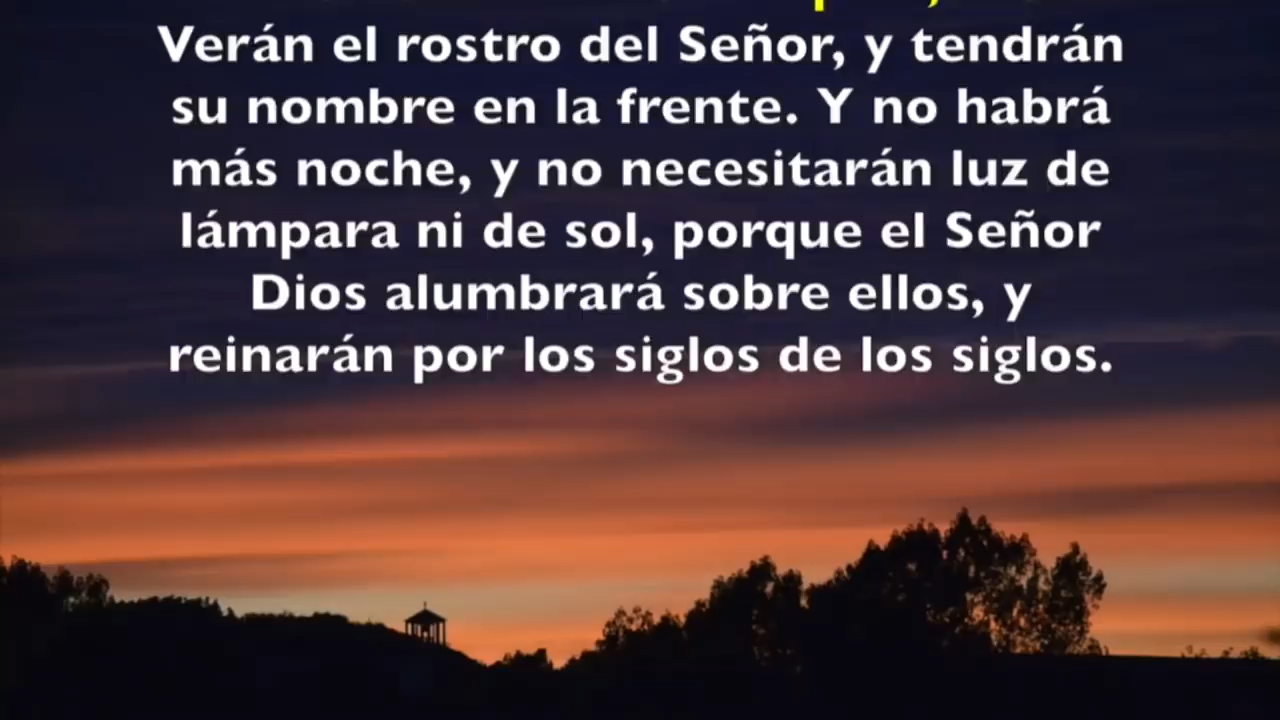 Verán el rostro del Señor, y tendrán
su nombre en la frente. Y no habrá
más noche, y no necesitarán luz de
lámpara ni de sol, porque el Señor
Dios alumbrará sobre ellos, y
reinarán por los siglos de los siglos.